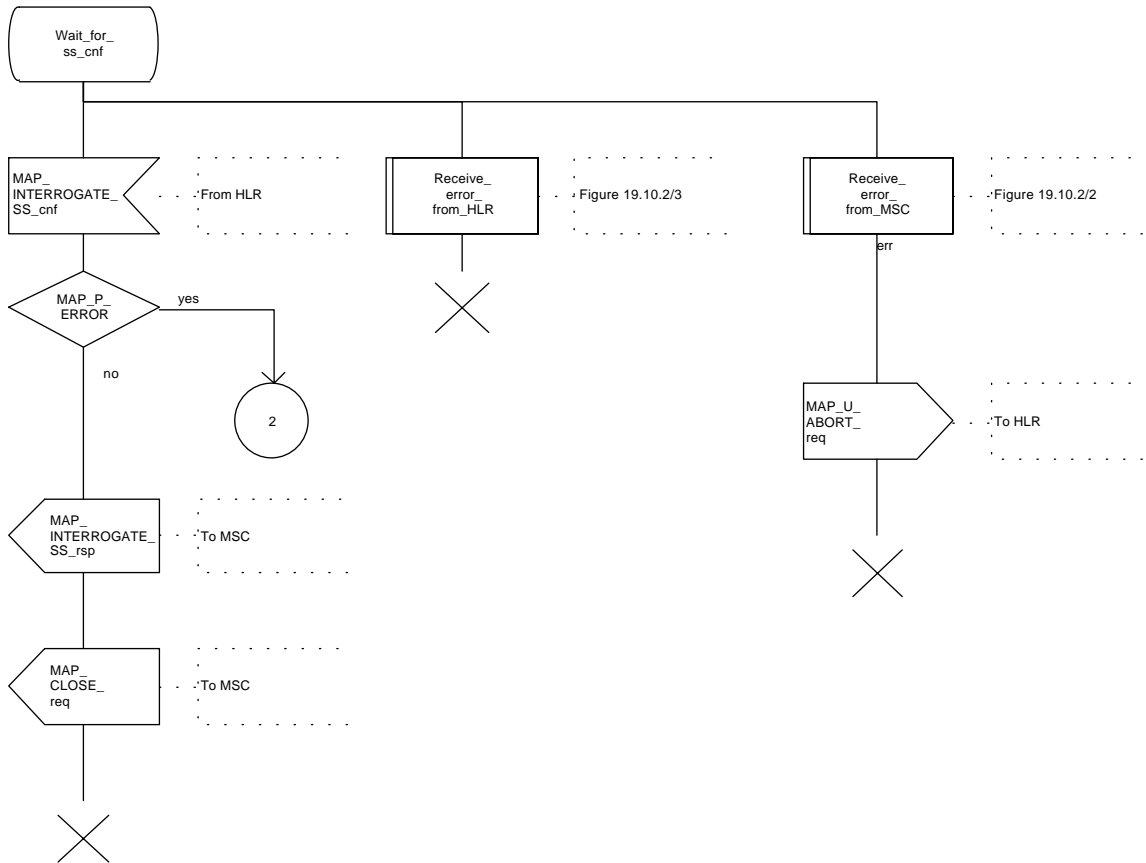 Wait_for_
ss_cnf
MAP_
INTERROGATE_
SS_cnf
From HLR
Receive_
error_
from_HLR
Figure 19.10.2/3
Receive_
error_
from_MSC
Figure 19.10.2/2
err
MAP_P_
ERROR
yes
no
2
MAP_U_
ABORT_
req
To HLR
MAP_
INTERROGATE_
SS_rsp
To MSC
MAP_
CLOSE_
req
To MSC